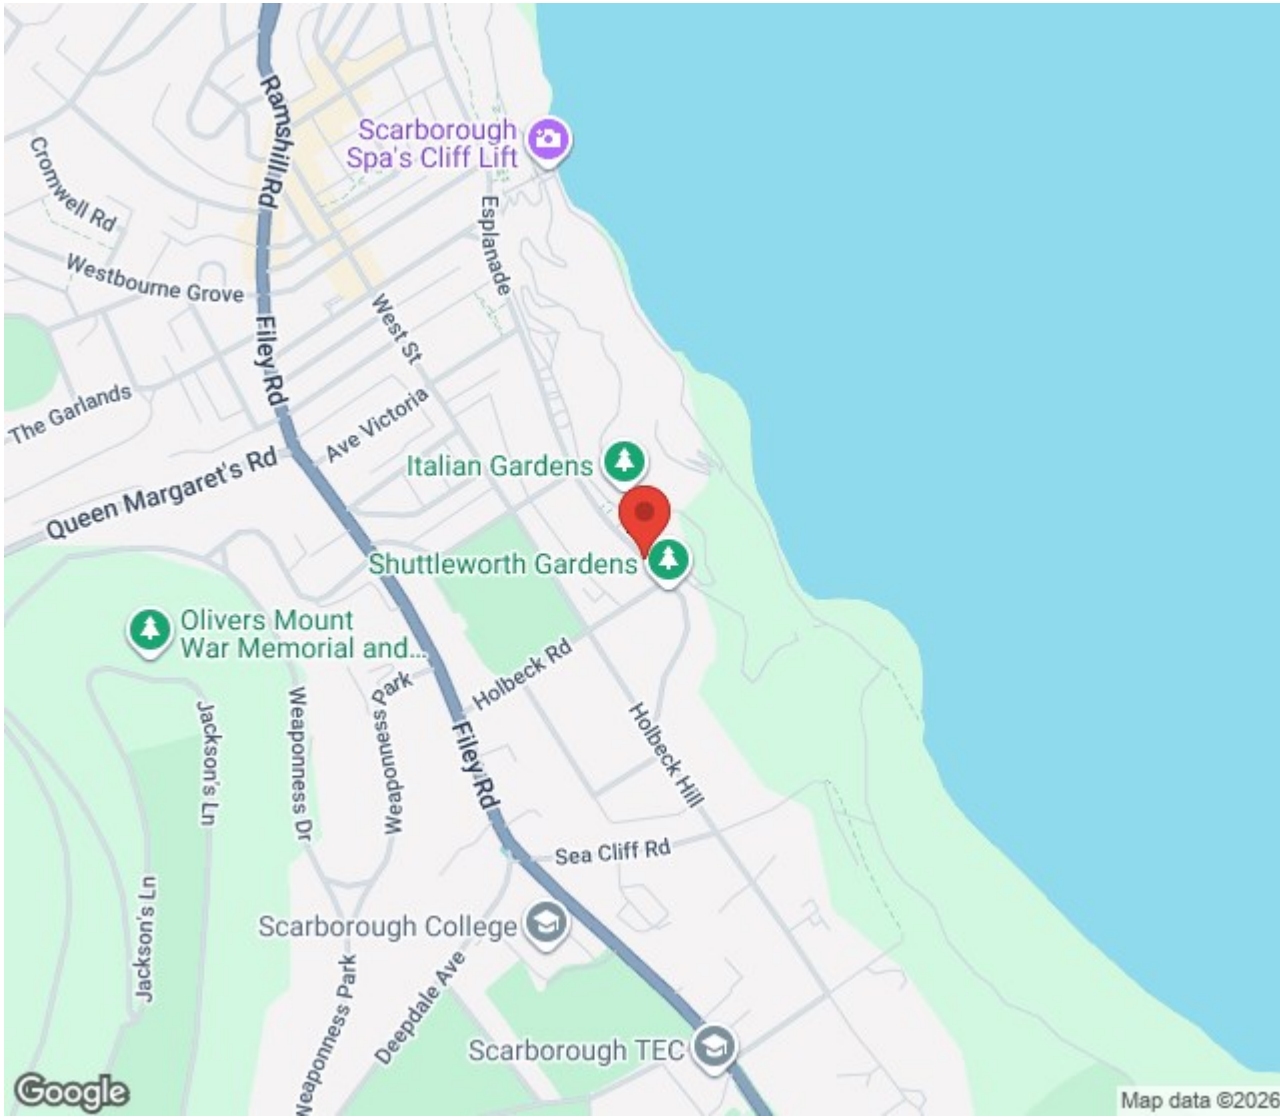 Ramshill Rd
Scarborough
Spa's Cliff Lift
Cromwell Rd
Esplanade
Westbourne Grove
West St
Filey Rd
The Garlands
Ave Victoria
Italian Gardens
Queen Margaret's Rd
Shuttleworth Gardens
Olivers Mount
War Memorial and...
Holbeck Rd
Weaponness Park
Weaponness Dr
Jackson's Ln
Holbeck Hill
Filey Rd
Sea Cliff Rd
Jackson's Ln
Scarborough College
Weaponness Park
Deepdale Ave
Scarborough TEC
Google
Map data ©2026